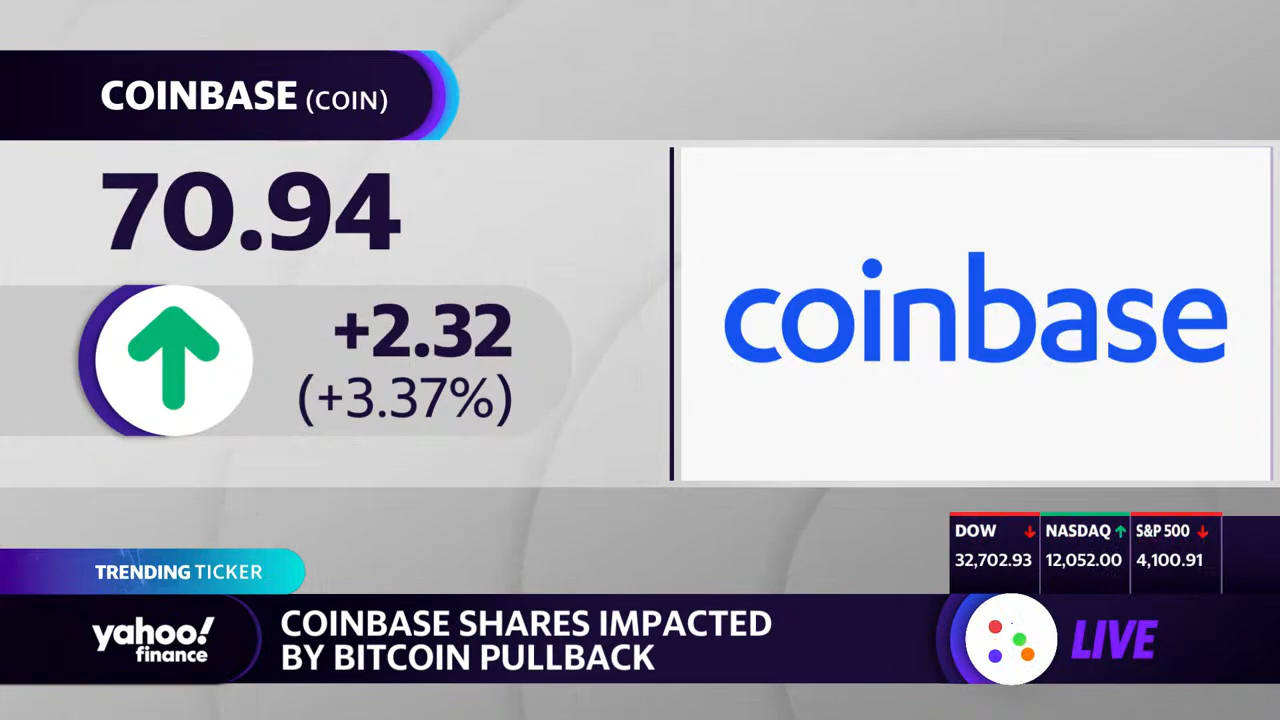 COINBASE (COIN)
70.94
+2.32
(+3.37%)
coinbase
DOW
32,702.93
NASDAQ
12,052.00
S&P 500
4,100.91
TRENDING TICKER
yahoo!
finance
COINBASE SHARES IMPACTED
BY BITCOIN PULLBACK
LIVE